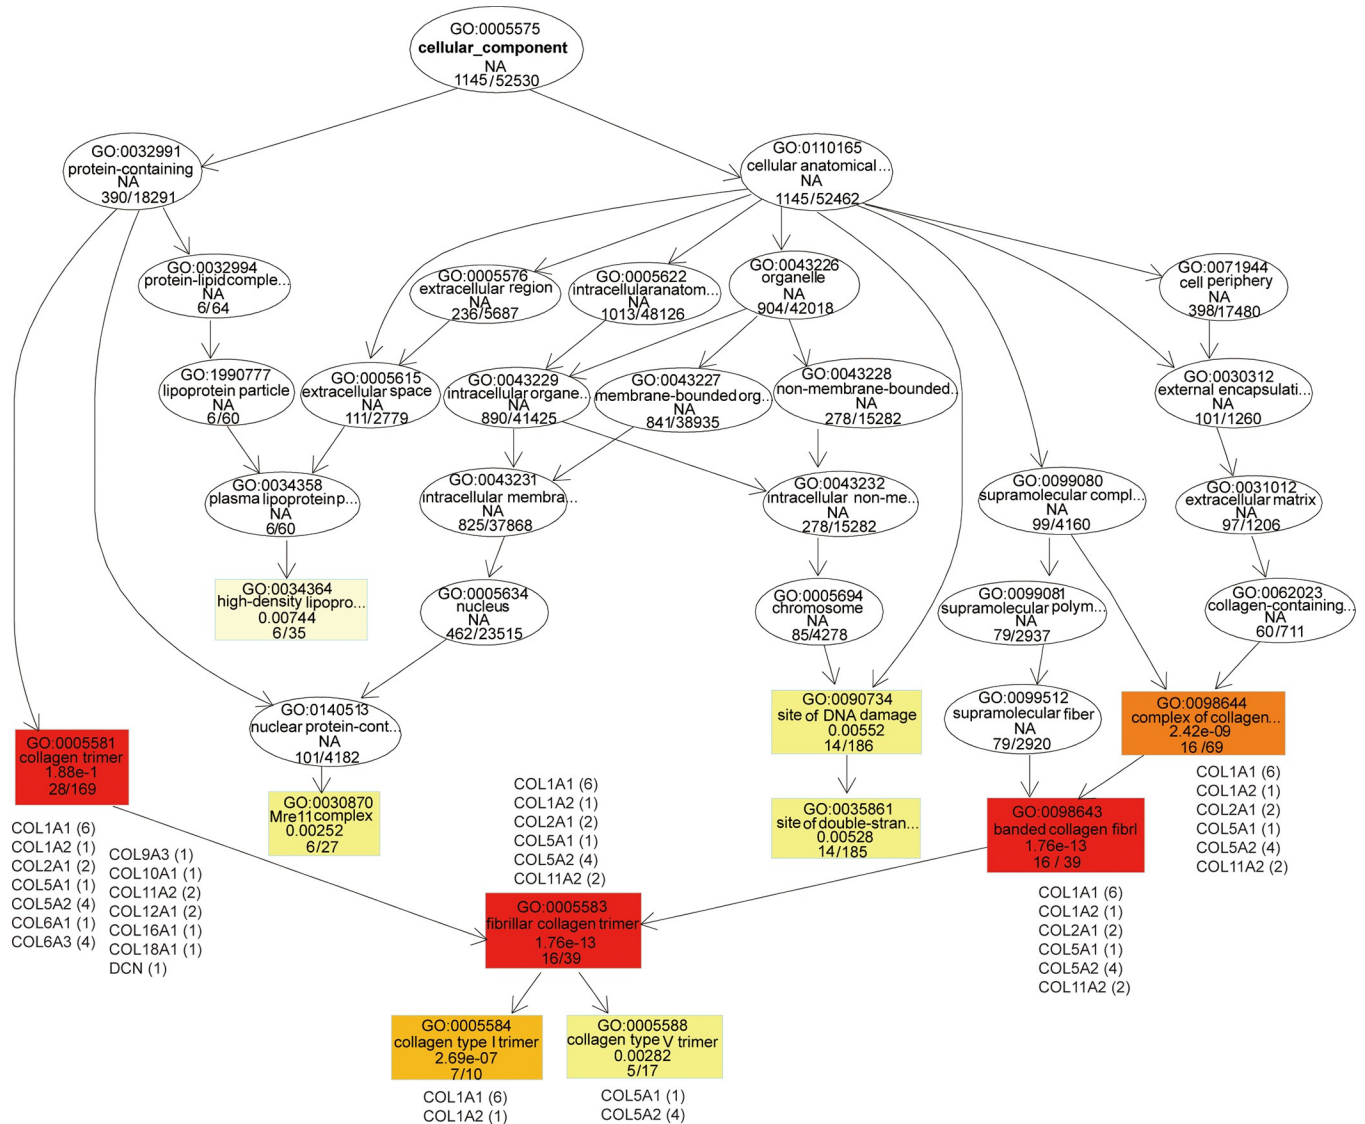 GO:0005575
cellular_component
NA
1145/52530
GO:0032991
protein-containing
NA
390/18291
GO:0110165
cellular anatomical...
NA
1145/52462
GO:0032994
protein-lipidcomple...
NA
6/64
GO:0005576
extracellular region
NA
236/5687
GO:0005622
intracellularanatom...
NA
1013/48126
GO:0043226
organelle
NA
904/42018
GO:0071944
cell periphery
NA
398/17480
GO:1990777
lipoprotein particle
NA
6/60
GO:0005615
extracellular space
NA
111/2779
GO:0043229
intracellular organe...
NA
890/41425
GO:0043227
membrane-bounded org...
NA
841/38935
GO:0043228
non-membrane-bounded...
NA
278/15282
GO:0030312
external encapsulati...
NA
101/1260
GO:0034358
plasma lipoprotein p...
NA
6/60
GO:0043231
intracellular membra...
NA
825/37868
GO:0043232
intracellular non-me...
NA
278/15282
GO:0099080
supramolecular compl...
NA
99/4160
GO:0031012
extracellular matrix
NA
97/1206
GO:0034364
high-density lipopro...
0.00744
6/35
GO:0005634
nucleus
NA
462/23515
GO:0005694
chromosome
NA
85/4278
GO:0099081
supramolecular polym...
NA
79/2937
GO:0062023
collagen-containing...
NA
60/711
GO:0005581
collagen trimer
1.88e-1
28/169
GO:0140513
nuclear protein-cont...
NA
101/4182
GO:0090734
site of DNA damage
0.00552
14/186
GO:0099512
supramolecular fiber
NA
79/2920
GO:0098644
complex of collagen...
2.42e-09
16 /69
COL1A1 (6)
COL1A2 (1)
COL2A1 (2)
COL5A1 (1)
COL5A2 (4)
COL11A2 (2)
GO:0030870
Mre11 complex
0.00252
6/27
GO:0035861
site of double-stran...
0.00528
14/185
GO:0098643
banded collagen fibrl
1.76e-13
16 / 39
COL1A1 (6)
COL1A2 (1)
COL2A1 (2)
COL5A1 (1)
COL5A2 (4)
COL11A2 (2)
COL1A1 (6)
COL1A2 (1)
COL2A1 (2)
COL5A1 (1)
COL5A2 (4)
COL6A1 (1)
COL6A3 (4)
COL9A3 (1)
COL10A1 (1)
COL11A2 (2)
COL12A1 (2)
COL16A1 (1)
COL18A1 (1)
DCN (1)
COL1A1 (6)
COL1A2 (1)
COL2A1 (2)
COL5A1 (1)
COL5A2 (4)
COL11A2 (2)
GO:0005583
fibrillar collagen trimer
1.76e-13
16/39
GO:0005584
collagen type I trimer
2.69e-07
7/10
COL1A1 (6)
COL1A2 (1)
GO:0005588
collagen type V trimer
0.00282
5/17
COL5A1 (1)
COL5A2 (4)